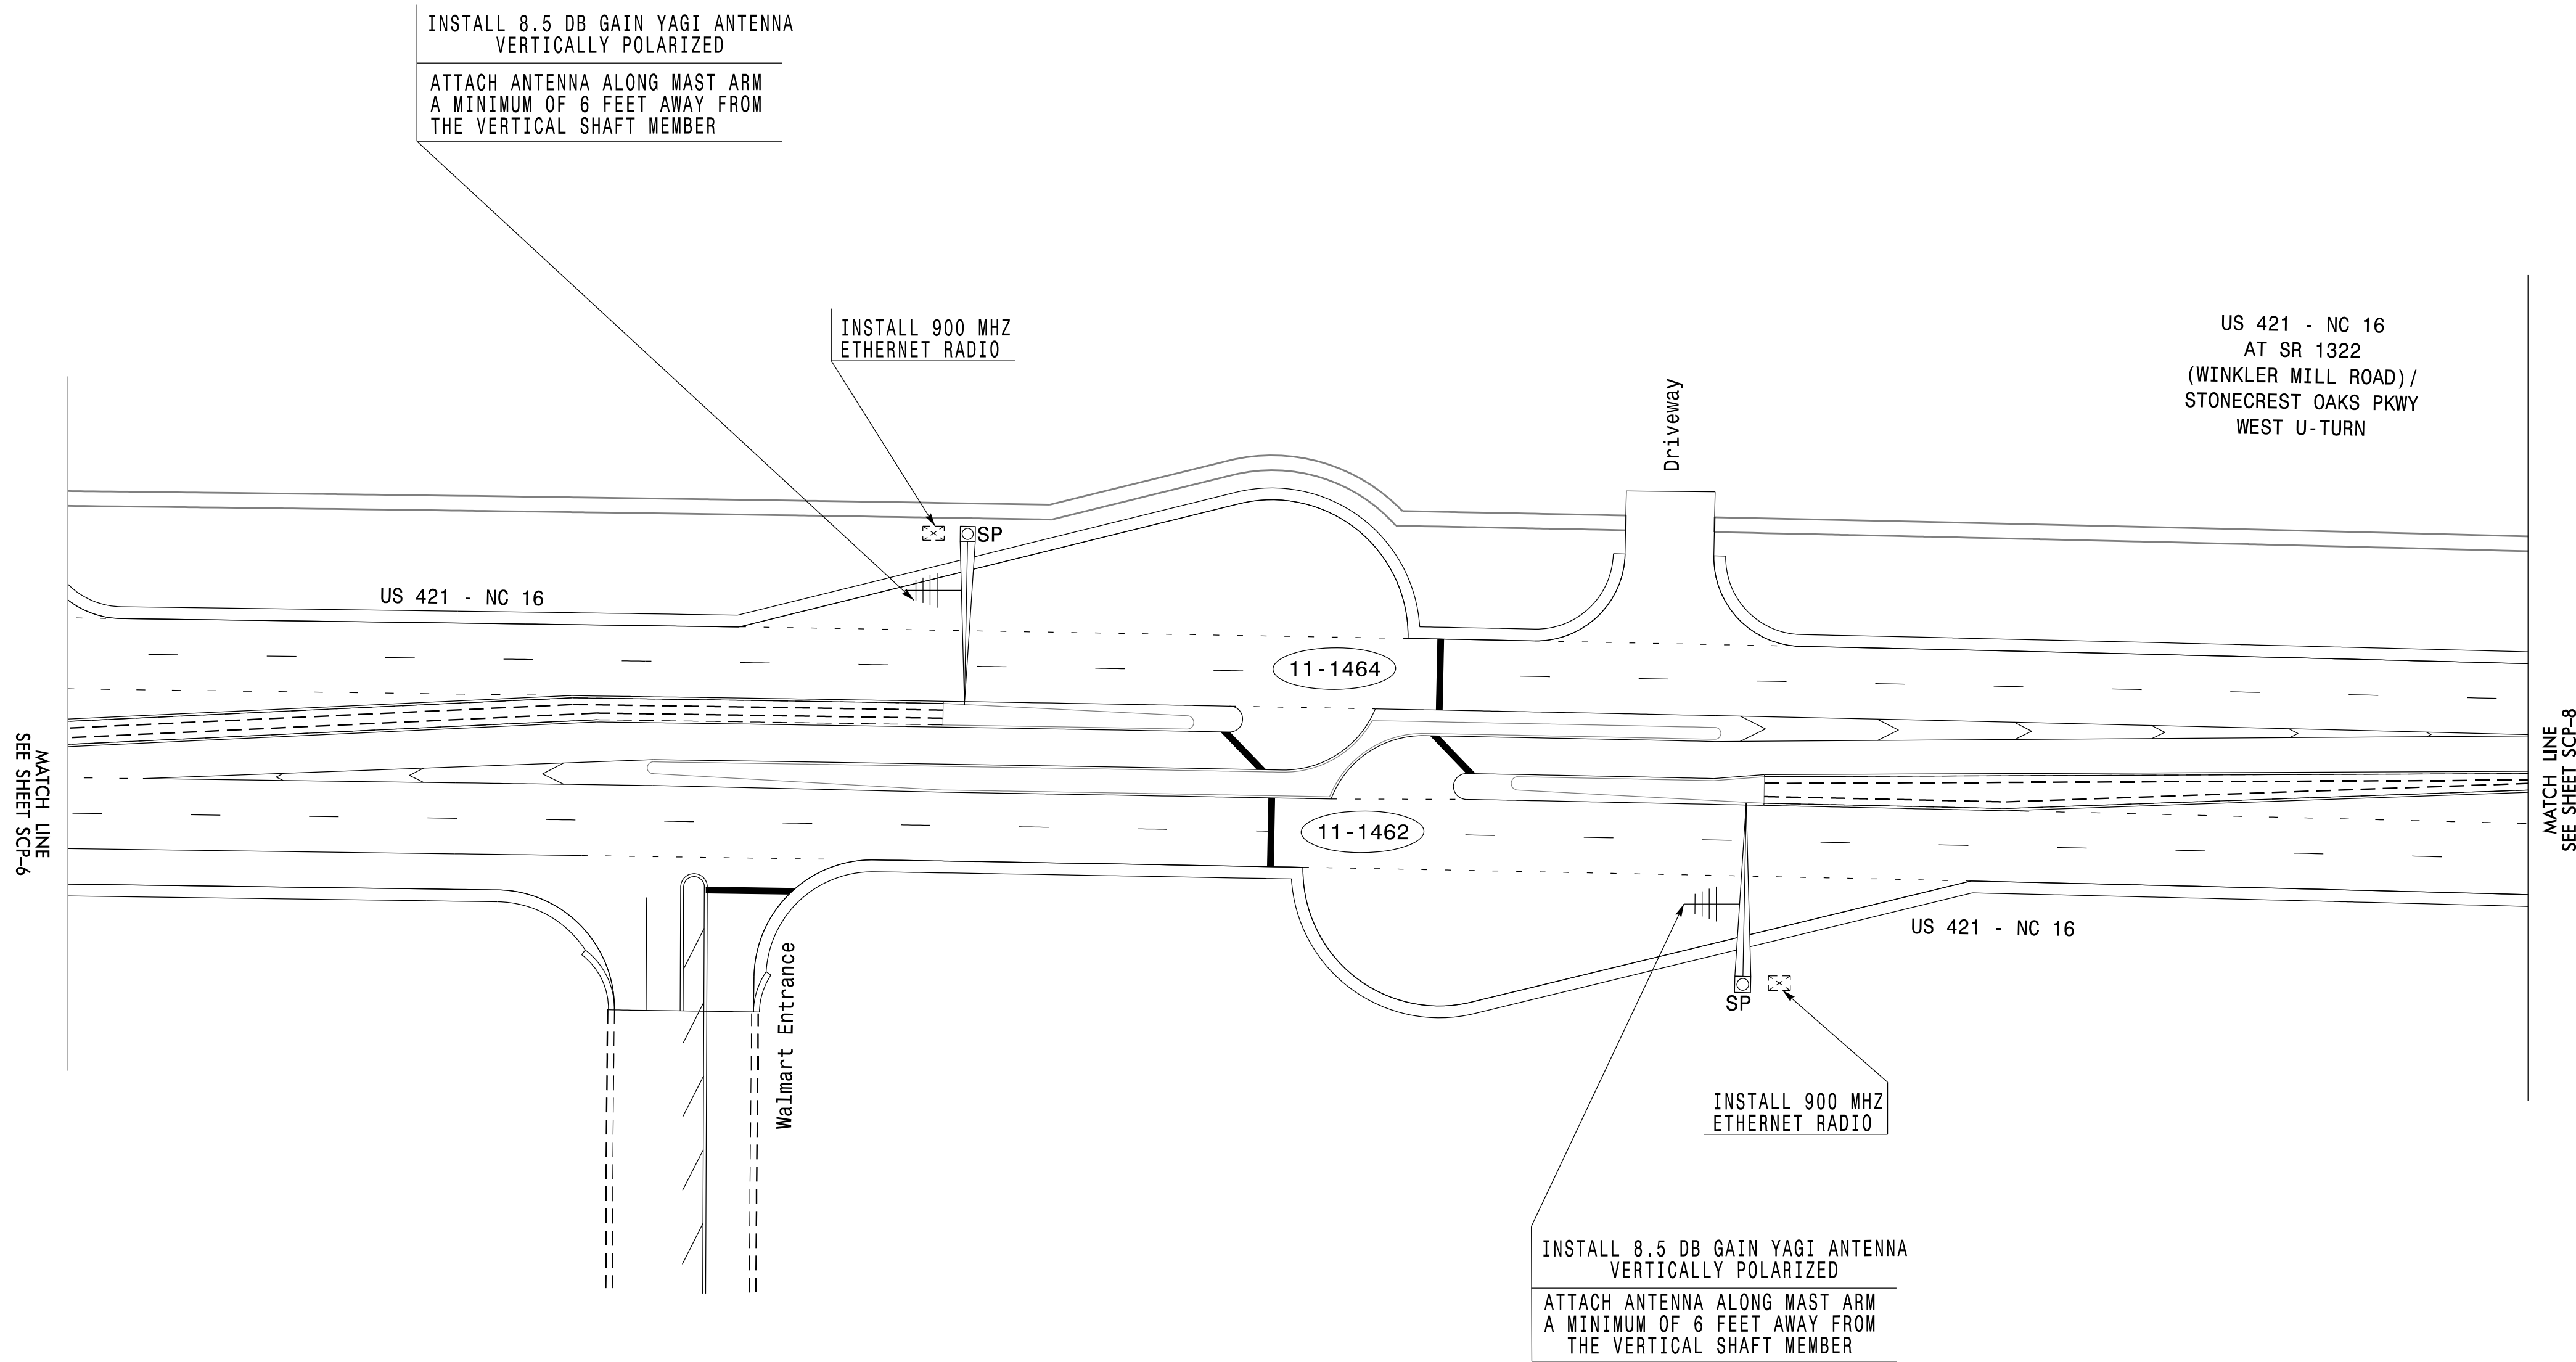 INSTALL 8.5 DB GAIN YAGI ANTENNA
VERTICALLY POLARIZED
ATTACH ANTENNA ALONG MAST ARM
A MINIMUM OF 6 FEET AWAY FROM
THE VERTICAL SHAFT MEMBER
INSTALL 900 MHZ
ETHERNET RADIO
US 421 - NC 16
AT SR 1322
(WINKLER MILL ROAD)/
STONECREST OAKS PKWY
WEST U-TURN
Driveway
SP
US 421 - NC 16
11-1464
MATCH LINE
SEE SHEET SCP-6
MATCH LINE
SEE SHEET SCP-8
11-1462
US 421 - NC 16
Walmart Entrance
SP
INSTALL 900 MHZ
ETHERNET RADIO
INSTALL 8.5 DB GAIN YAGI ANTENNA
VERTICALLY POLARIZED
ATTACH ANTENNA ALONG MAST ARM
A MINIMUM OF 6 FEET AWAY FROM
THE VERTICAL SHAFT MEMBER